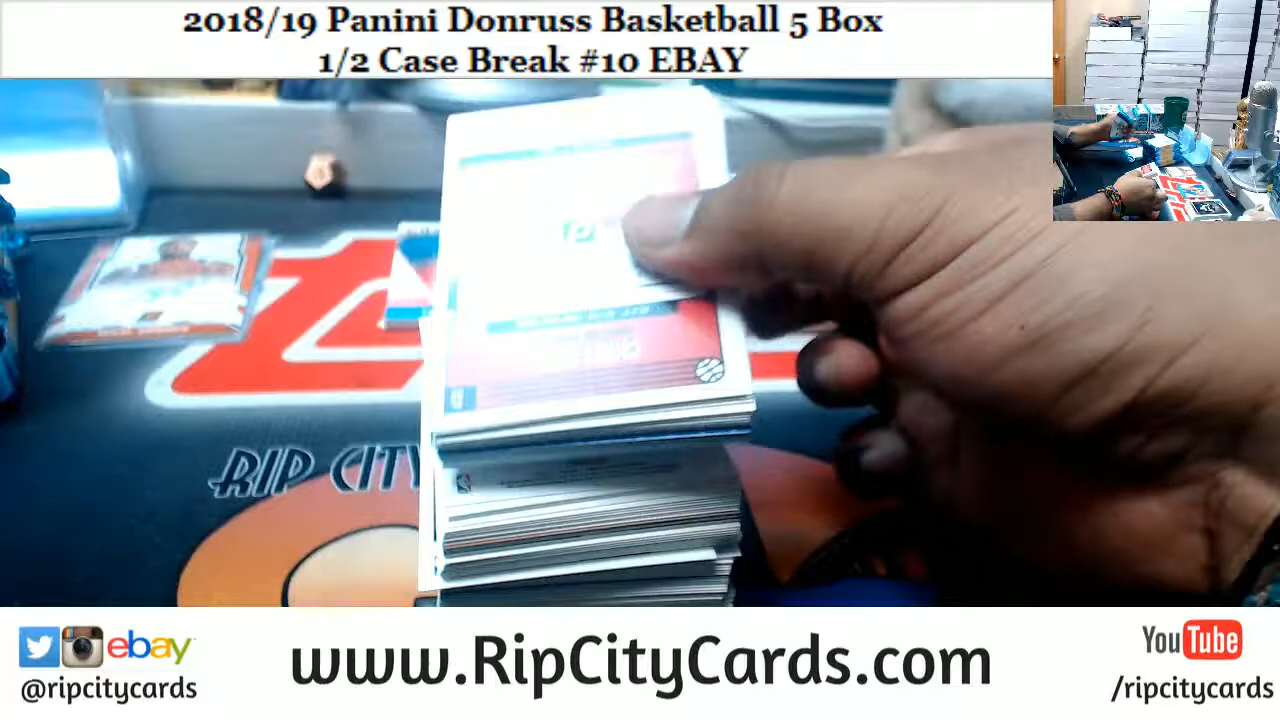 2018/19 Panini Donruss Basketball 5 Box
1/2 Case Break #10 EBAY
RIP CITY
ebay
@ripcitycards
www.RipCityCards.com
YouTube
/ripcitycards